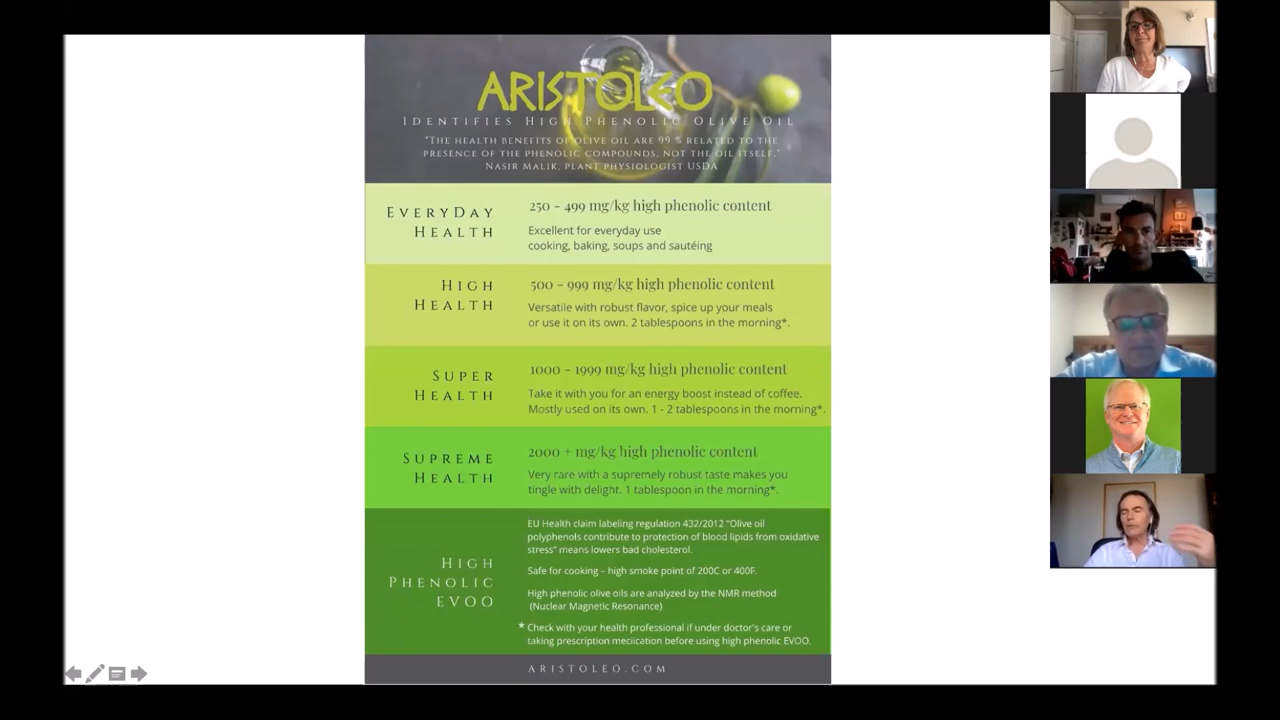 ARISTOLEO
IDENTIFIES HIGH PHENOLIC OLIVE OIL
"THE HEALTH BENEFITS OF OLIVE OIL ARE 99 % RELATED TO THE
PRESENCE OF THE PHENOLIC COMPOUNDS, NOT THE OIL ITSELF."
NASIR MALIK, PLANT PHYSIOLOGIST USDA
EVERYDAY
HEALTH
250 - 499 mg/kg high phenolic content
Excellent for everyday use
cooking, baking, soups and sautéing
HIGH
HEALTH
500 - 999 mg/kg high phenolic content
Versatile with robust flavor, spice up your meals
or use it on its own. 2 tablespoons in the morning*.
SUPER
HEALTH
1000 - 1999 mg/kg high phenolic content
Take it with you for an energy boost instead of coffee.
Mostly used on its own. 1 - 2 tablespoons in the morning*.
SUPREME
HEALTH
2000 + mg/kg high phenolic content
Very rare with a supremely robust taste makes you
tingle with delight. 1 tablespoon in the morning*.
HIGH
PHENOLIC
EVOO
EU Health claim labeling regulation 432/2012 "Olive oil
polyphenols contribute to protection of blood lipids from oxidative
stress" means lowers bad cholesterol.
Safe for cooking – high smoke point of 200C or 400F.
High phenolic olive oils are analyzed by the NMR method
(Nuclear Magnetic Resonance)
* Check with your health professional if under doctor's care or
taking prescription meciication before using high phenolic EVOO.
ARISTOLEO.COM